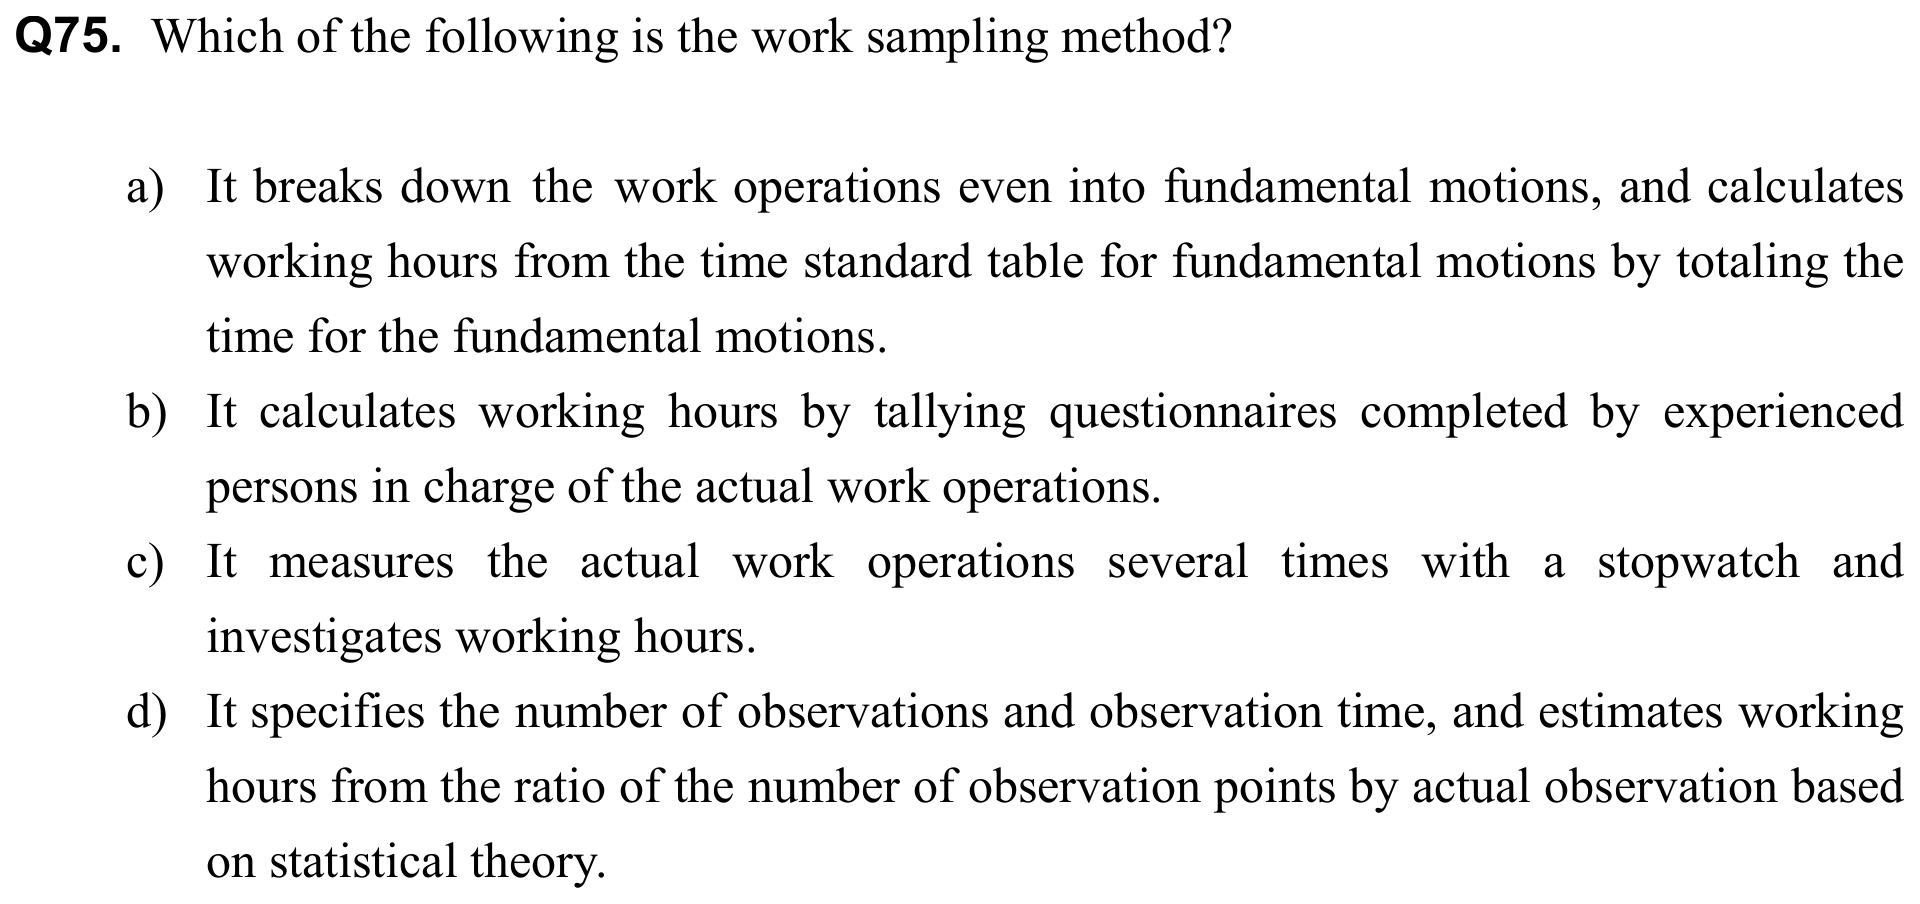 Q75. Which of the following is the work sampling method?
a) It breaks down the work operations even into fundamental motions, and calculates
working hours from the time standard table for fundamental motions by totaling the
time for the fundamental motions.
b) It calculates working hours by tallying questionnaires completed by experienced
persons in charge of the actual work operations.
c) It measures the actual work operations several times with a stopwatch and
investigates working hours.
d) It specifies the number of observations and observation time, and estimates working
hours from the ratio of the number of observation points by actual observation based
on statistical theory.